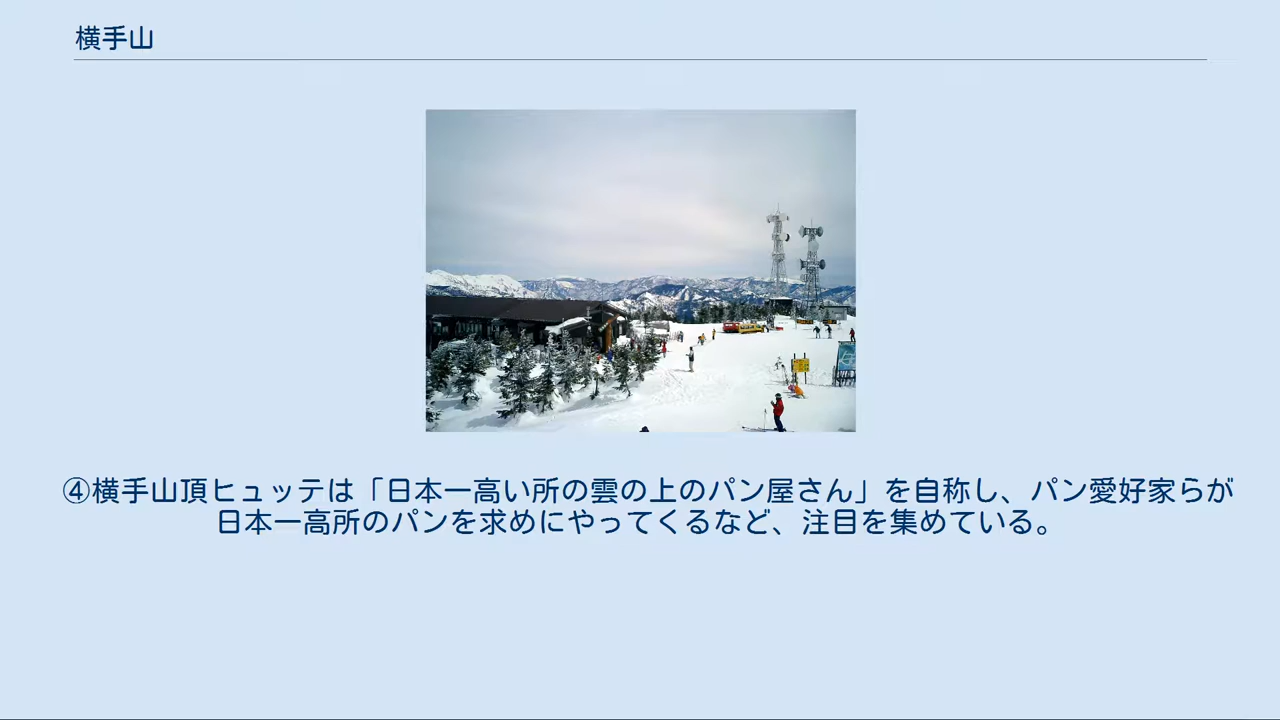 横手山
④横手山頂ヒュッテは「日本一高い所の雲の上のパン屋さん」を自称し、パン愛好家らが
日本一高所のパンを求めにやってくるなど、注目を集めている。